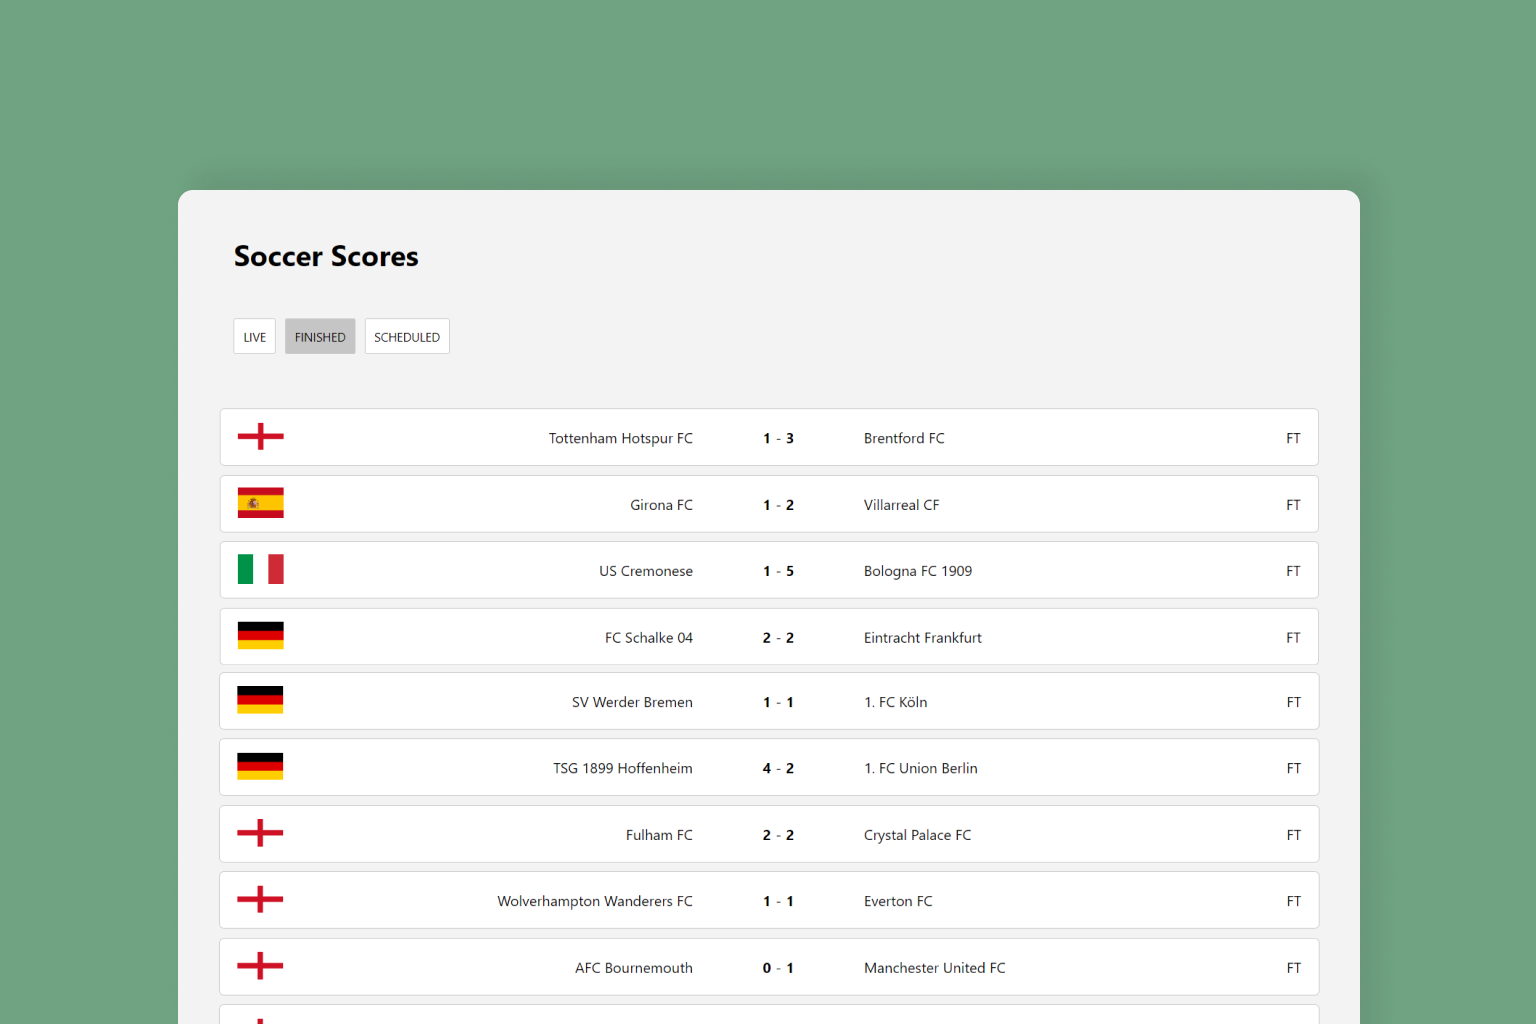 Soccer Scores
LIVE FINISHED SCHEDULED
Tottenham Hotspur FC 1 - 3 Brentford FC FT
Girona FC 1 - 2 Villarreal CF FT
US Cremonese 1 - 5 Bologna FC 1909 FT
FC Schalke 04 2 - 2 Eintracht Frankfurt FT
SV Werder Bremen 1 - 1 1. FC Köln FT
TSG 1899 Hoffenheim 4 - 2 1. FC Union Berlin FT
Fulham FC 2 - 2 Crystal Palace FC FT
Wolverhampton Wanderers FC 1 - 1 Everton FC FT
AFC Bournemouth 0 - 1 Manchester United FC FT